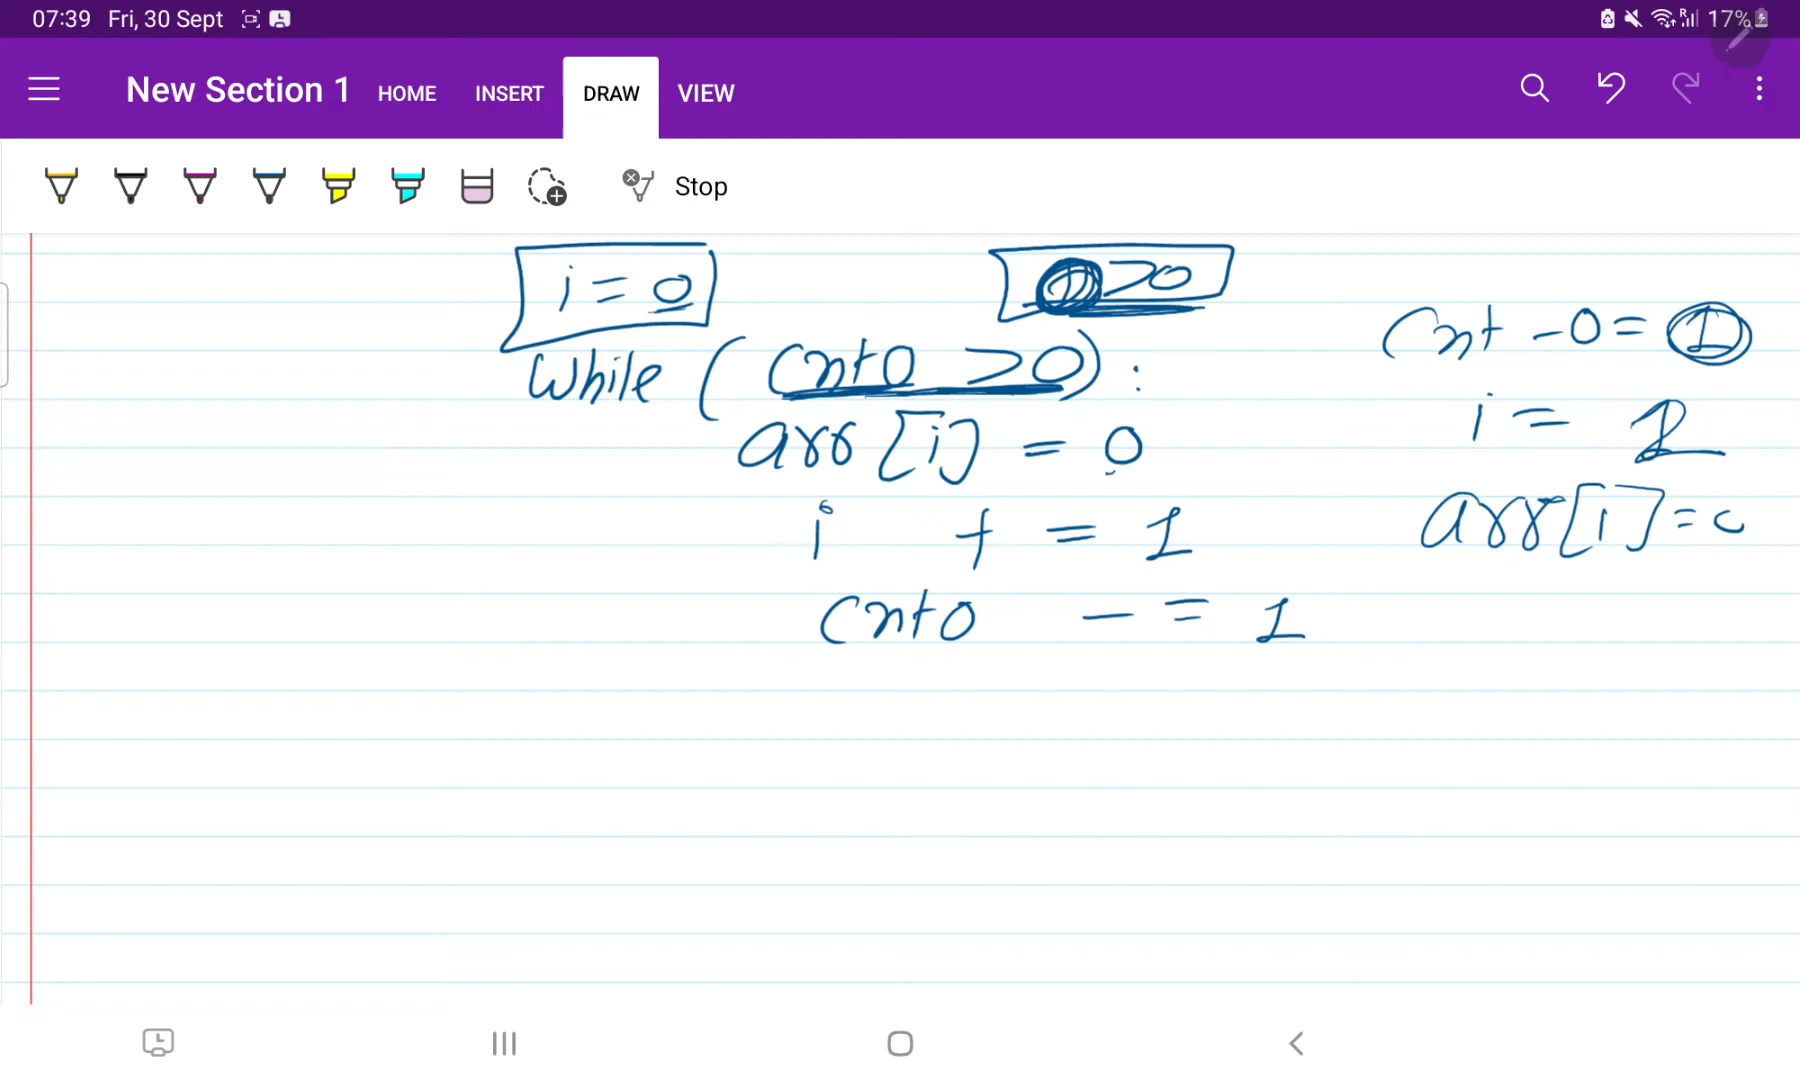 07:39 Fri, 30 Sept 17%
New Section 1 HOME INSERT DRAW VIEW
Stop
i = 0
1 > 0
while ( cnt0 > 0 ) :
arr [i] = 0
i + = 1
cnt0 - = 1
cnt - 0 = 1
i =
arr[i] =